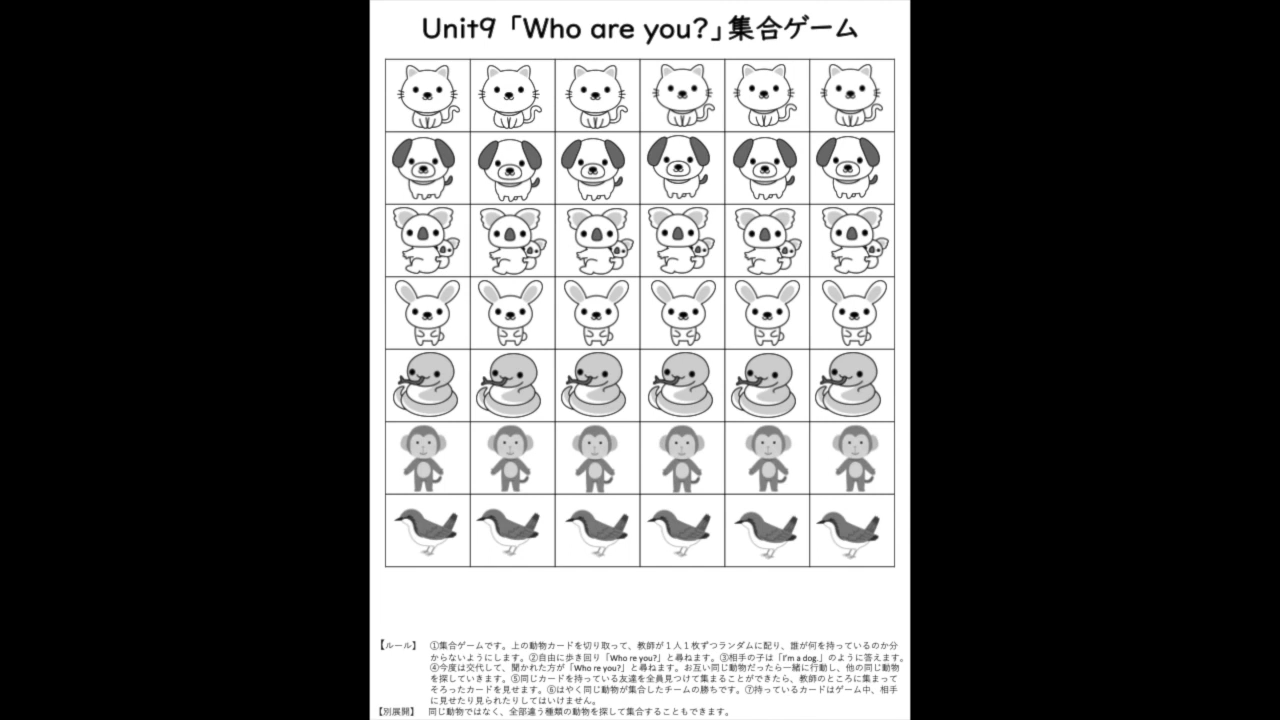 Unit9「Who are you?」集合ゲーム
【ルール】 ①集合ゲームです。上の動物カードを切り取って、教師が1人1枚ずつランダムに配り、誰が何を持っているのか分
からないようにします。②自由に歩き回り「Who re you?」と尋ねます。③相手の子は「I'm a dog.」のように答えます。
④今度は交代して、聞かれた方が「Who re you?」と尋ねます。お互い同じ動物だったら一緒に行動し、他の同じ動物
を探していきます。⑤同じカードを持っている友達を全員見つけて集まることができたら、教師のところに集まって
そろったカードを見せます。⑥はやく同じ動物が集合したチームの勝ちです。⑦持っているカードはゲーム中、相手
に見せたり見られたりしてはいけません。
【別展開】 同じ動物ではなく、全部違う種類の動物を探して集合することもできます。